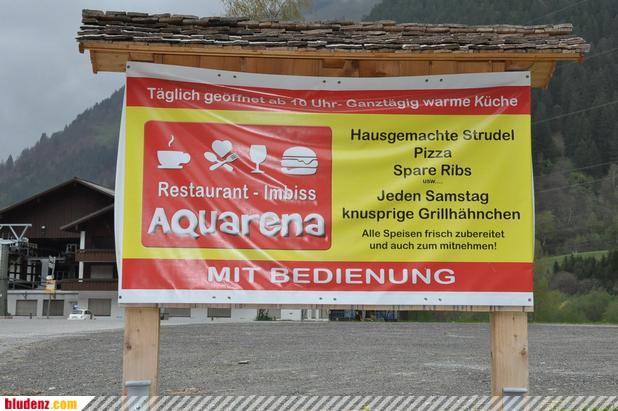 Täglich geöffnet ab 10 Uhr- Ganztägig warme Küche
Restaurant - Imbiss
AQUARENA
Hausgemachte Strudel
Pizza
Spare Ribs
usw....
Jeden Samstag
knusprige Grillhähnchen
Alle Speisen frisch zubereitet
und auch zum mitnehmen!
MIT BEDIENUNG
bludenz.com